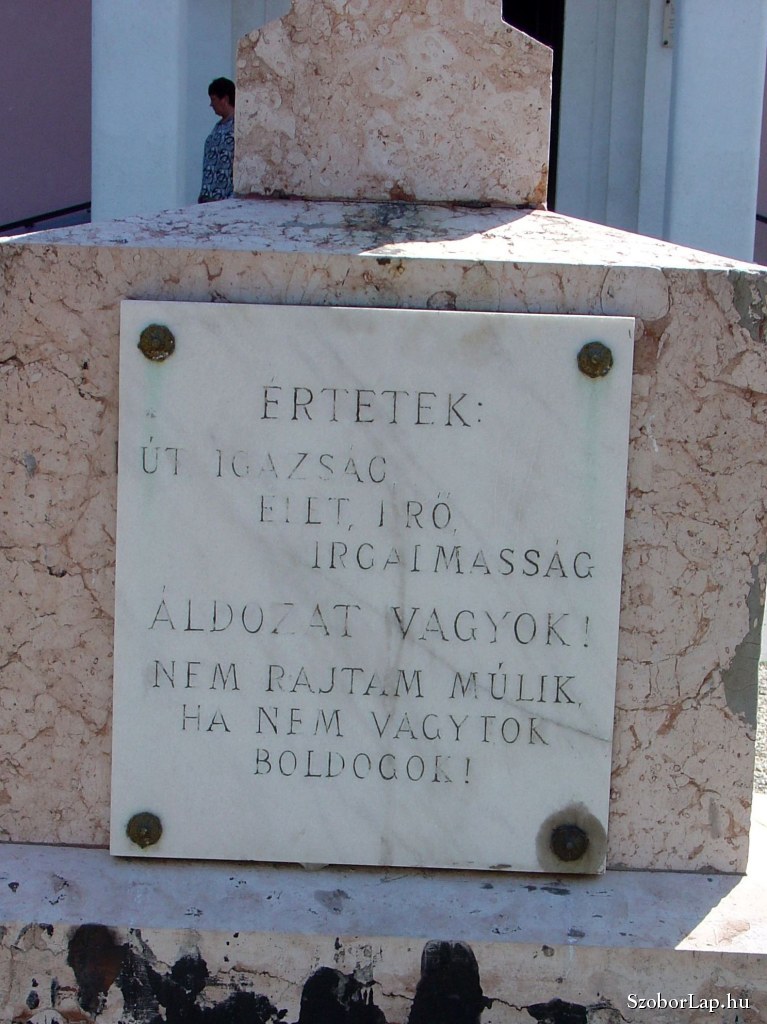 ÉRTETEK:
ÚT IGAZSÁG,
ÉLET, ERŐ,
IRGALMASSÁG
ÁLDOZAT VAGYOK!
NEM RAJTAM MÚLIK,
HA NEM VAGYTOK
BOLDOGOK!
SzoborLap.hu